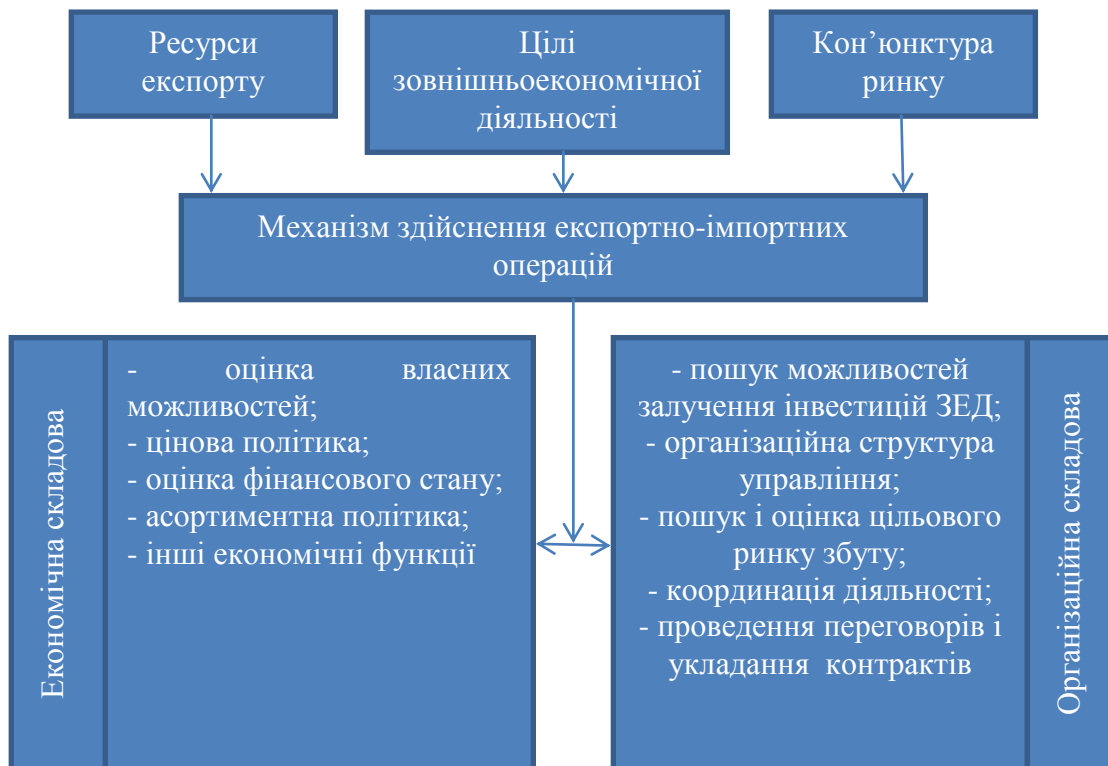 Ресурси
експорту
Цілі
зовнішньоекономічної
діяльності
Кон’юнктура
ринку
Механізм здійснення експортно-імпортних
операцій
Економічна складова
- оцінка власних
можливостей;
- цінова політика;
- оцінка фінансового стану;
- асортиментна політика;
- інші економічні функції
- пошук можливостей
залучення інвестицій ЗЕД;
- організаційна структура
управління;
- пошук і оцінка цільового
ринку збуту;
- координація діяльності;
- проведення переговорів і
укладання контрактів
Організаційна складова